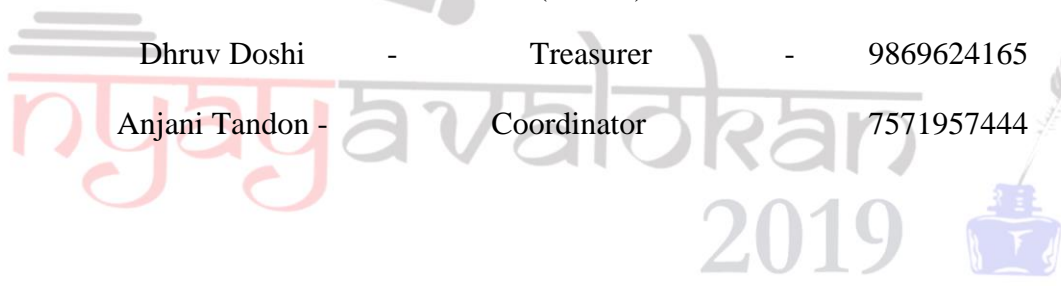 Dhruv Doshi - Treasurer - 9869624165
Anjani Tandon - Coordinator 7571957444
nyayavalokan
2019